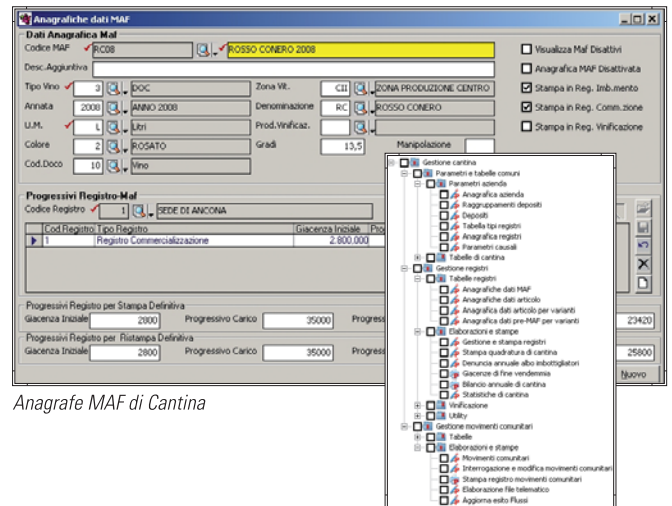 Anagrafiche dati MAF
Dati Anagrafica Maf
Codice MAF RC08 ROSSO CONERO 2008
Visualizza Maf Disattivi
Desc.Aggiuntiva
Anagrafica MAF Disattivata
Tipo Vino 3 DOC Zona Vit. CII ZONA PRODUZIONE CENTRO
Stampa in Reg. Imb.mento
Annata 2008 ANNO 2008 Denominazione RC ROSSO CONERO
Stampa in Reg. Comm.zione
U.M. L Litri Prod.Vinificaz.
Stampa in Reg. Vinificazione
Colore 2 ROSATO Gradi 13,5 Manipolazione
Cod.Doco 10 Vino
Progressivi Registro-Maf
Codice Registro 1 SEDE DI ANCONA
Cod.Registro Tipo Registro Giacenza Iniziale
1 Registro Commercializzazione 2.800,000
Progressivi Registro per Stampa Definitiva
Giacenza Iniziale 2800 Progressivo Carico 35000 23420
Progressivi Registro per Ristampa Definitiva
Giacenza Iniziale 2800 Progressivo Carico 35000 25800
Nuovo
Gestione cantina
Parametri e tabelle comuni
Parametri azienda
Anagrafica azienda
Raggruppamenti depositi
Depositi
Tabella tipi registri
Anagrafica registri
Parametri causali
Tabelle di cantina
Gestione registri
Tabelle registri
Anagrafiche dati MAF
Anagrafiche dati articolo
Anagrafica dati articolo per varianti
Anagrafica dati pre-MAF per varianti
Elaborazioni e stampe
Gestione e stampa registri
Stampa quadratura di cantina
Denuncia annuale albo imbottigliatori
Giacenze di fine vendemmia
Bilancio annuale di cantina
Statistiche di cantina
Vinificazione
Utility
Gestione movimenti comunitari
Tabelle
Elaborazioni e stampe
Movimenti comunitari
Interrogazione e modifica movimenti comunitari
Stampa registro movimenti comunitari
Elaborazione file telematico
Aggiorna esito Flussi
Anagrafe MAF di Cantina